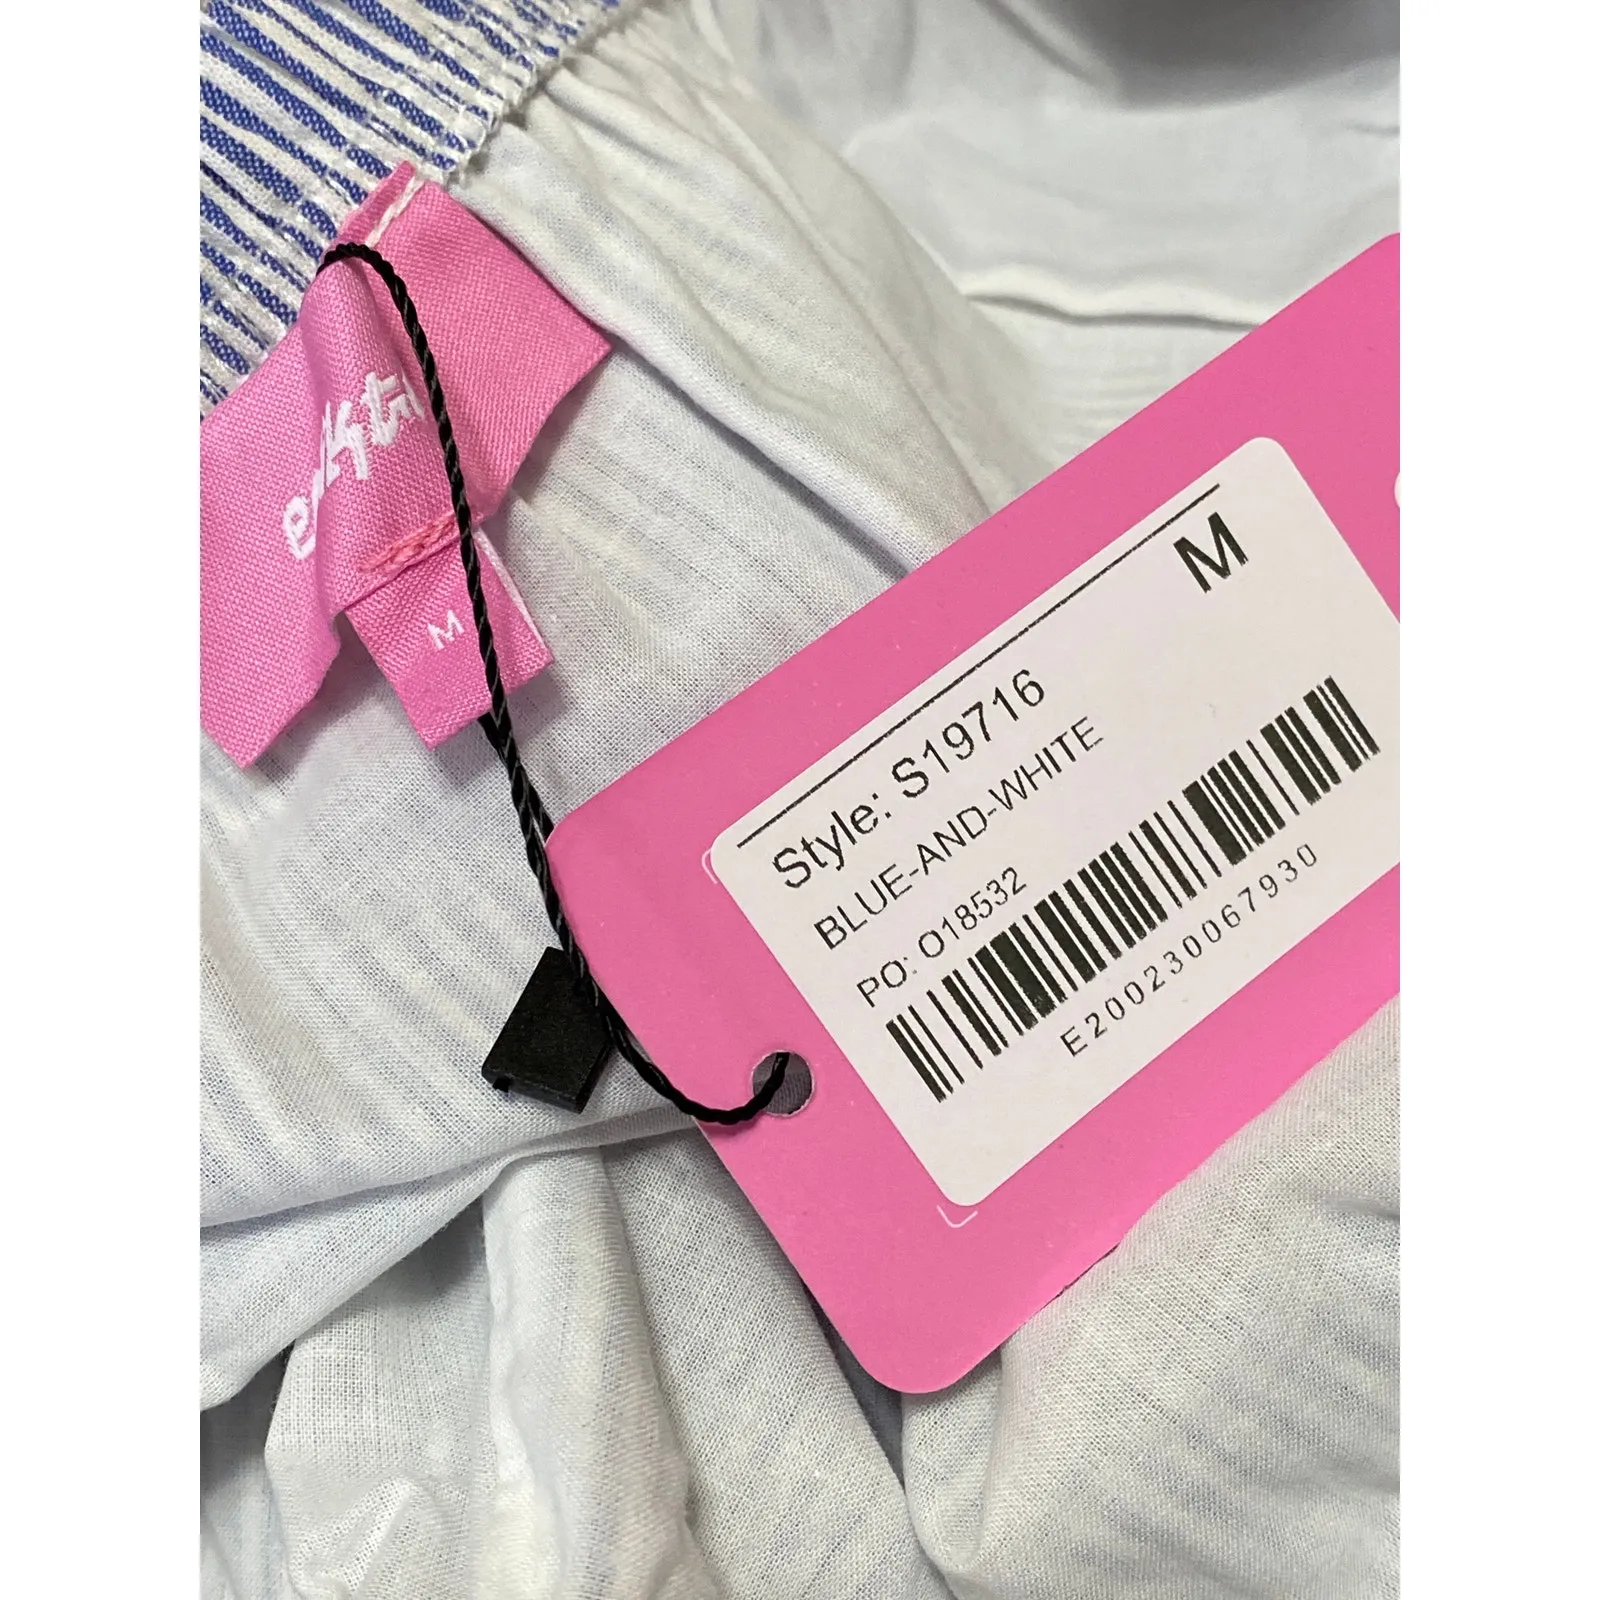 M
M
Style: S19716
BLUE-AND-WHITE
PO: O18532
E200230067930